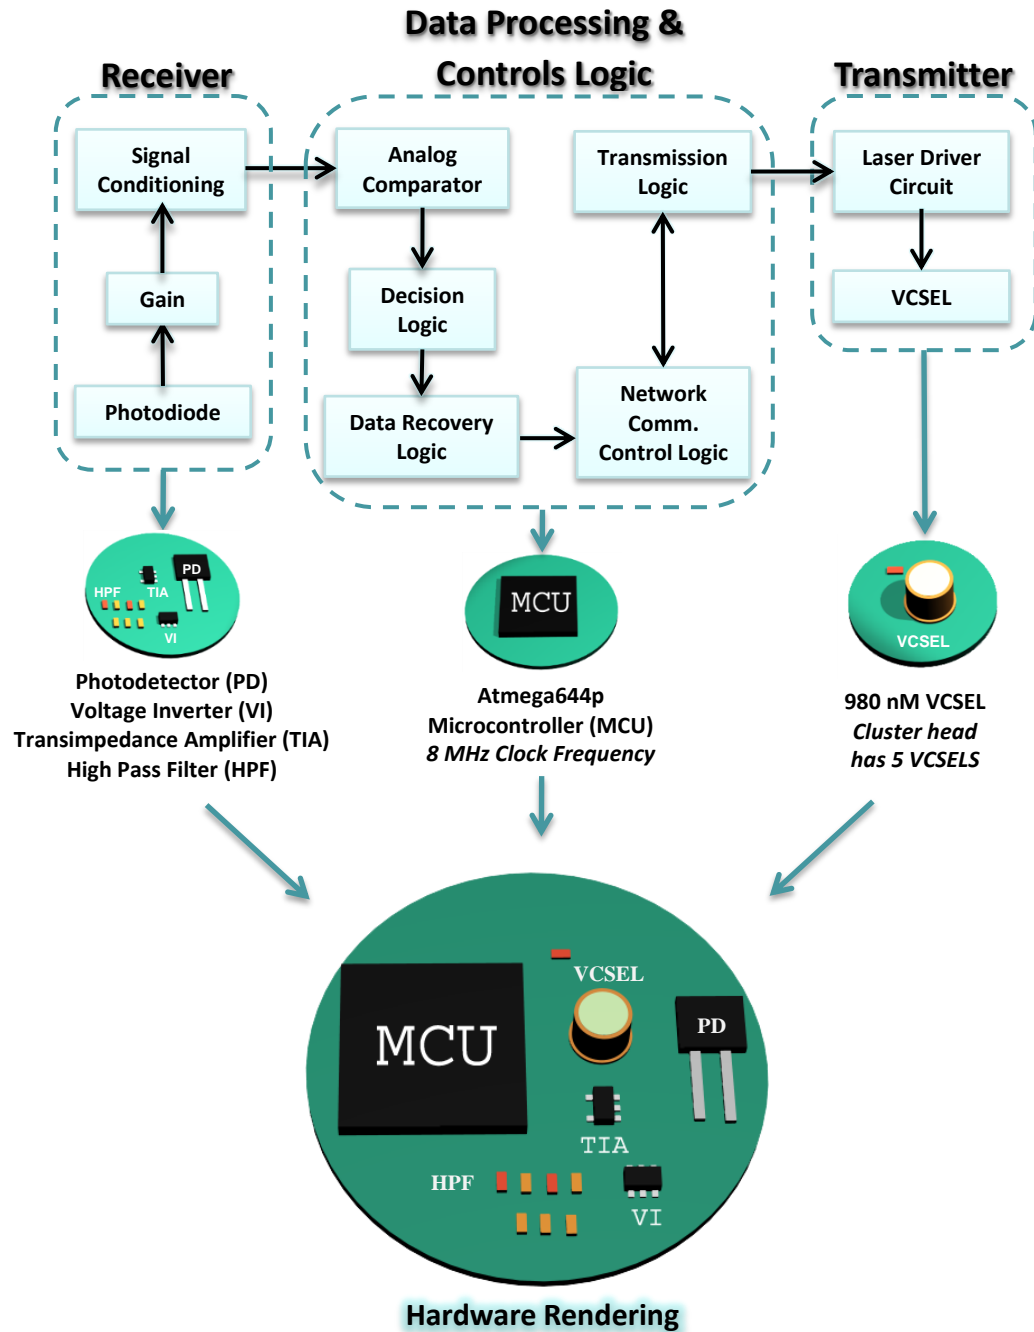 Data Processing &
Controls Logic
Receiver
Transmitter
Signal
Conditioning
Gain
Photodiode
Analog
Comparator
Decision
Logic
Data Recovery
Logic
Transmission
Logic
Network
Comm.
Control Logic
Laser Driver
Circuit
VCSEL
PD
HPF
TIA
VI
MCU
VCSEL
Photodetector (PD)
Voltage Inverter (VI)
Transimpedance Amplifier (TIA)
High Pass Filter (HPF)
Atmega644p
Microcontroller (MCU)
8 MHz Clock Frequency
980 nM VCSEL
Cluster head
has 5 VCSELS
VCSEL
MCU
PD
TIA
HPF
VI
Hardware Rendering